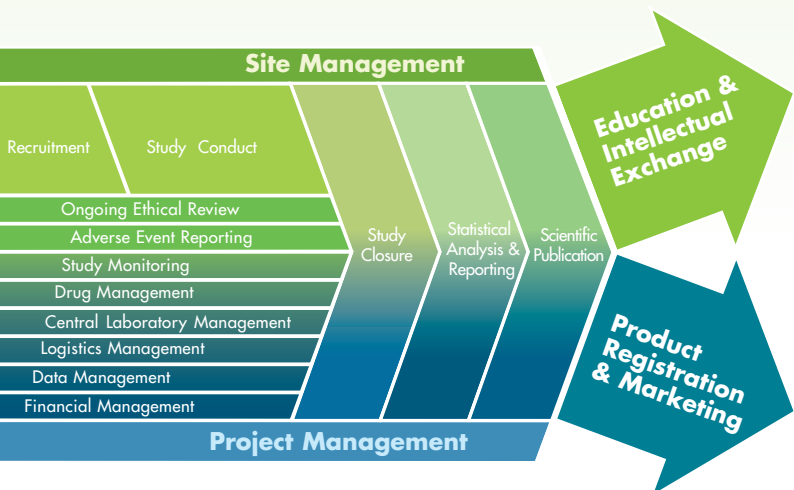 Site Management
Recruitment
Study Conduct
Ongoing Ethical Review
Adverse Event Reporting
Study Monitoring
Drug Management
Central Laboratory Management
Logistics Management
Data Management
Financial Management
Study
Closure
Statistical
Analysis &
Reporting
Scientific
Publication
Project Management
Education &
Intellectual
Exchange
Product
Registration
& Marketing